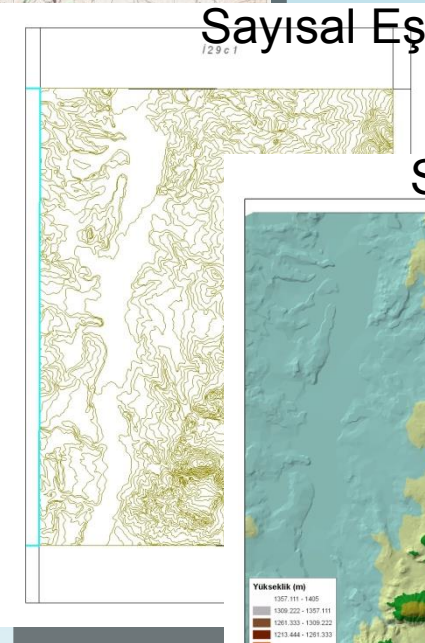 Sayısal Eş
i29c1
S
Yükseklik (m)
1357.111 - 1405
1309.222 - 1357.111
1261.333 - 1309.222
1213.444 - 1261.333